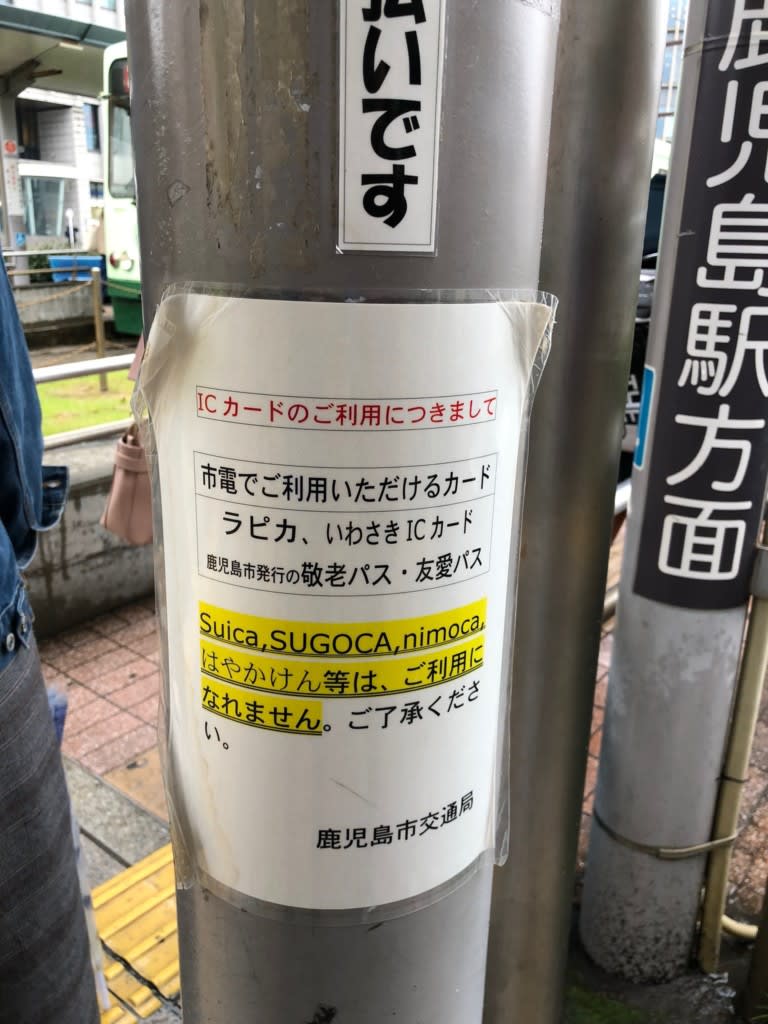 払いです
ICカードのご利用につきまして
市電でご利用いただけるカード
ラピカ、いわさきICカード
鹿児島市発行の敬老パス・友愛パス
Suica,SUGOCA,nimoca,
はやかけん等は、ご利用に
なれません。ご了承くださ
い。
鹿児島市交通局
鹿児島駅方面